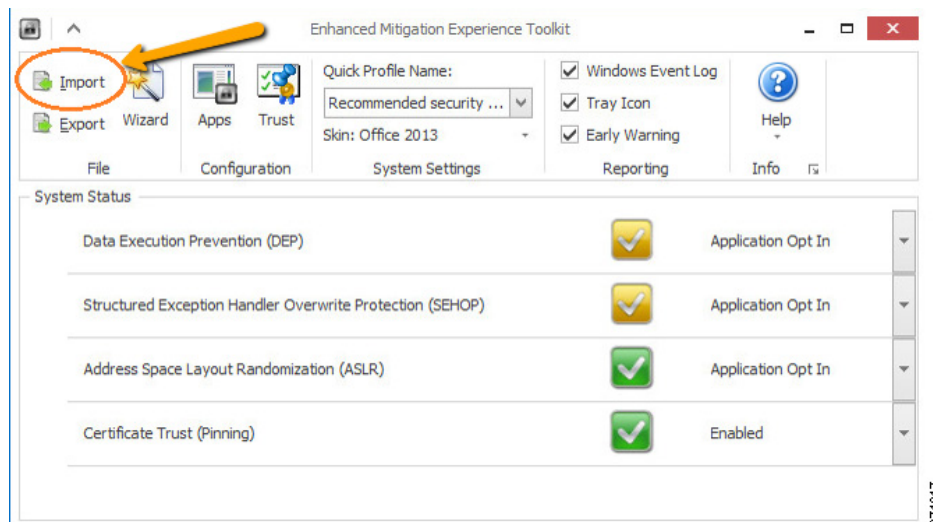 Enhanced Mitigation Experience Toolkit
Import
Export
Wizard
File
Apps
Trust
Configuration
Quick Profile Name:
Recommended security ...
Skin: Office 2013
System Settings
Windows Event Log
Tray Icon
Early Warning
Reporting
Help
Info
System Status
Data Execution Prevention (DEP)
Application Opt In
Structured Exception Handler Overwrite Protection (SEHOP)
Application Opt In
Address Space Layout Randomization (ASLR)
Application Opt In
Certificate Trust (Pinning)
Enabled